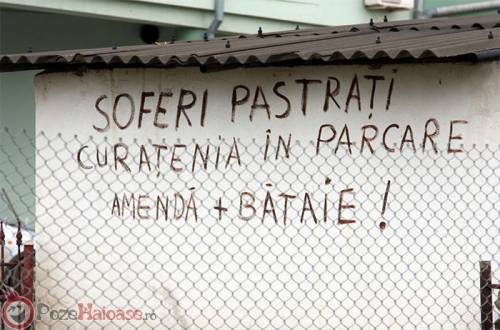 SOFERI PASTRAȚI
CURAȚENIA ÎN PARCARE
AMENDĂ + BĂTAIE !
PozeHaioase.ro